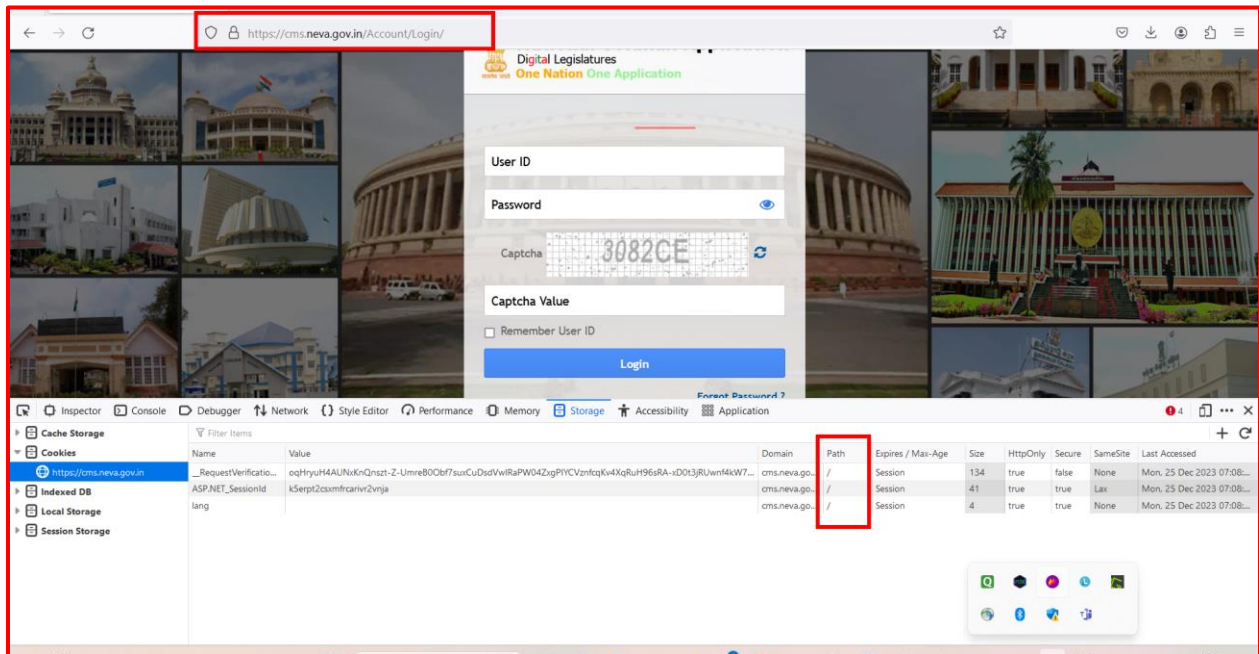 https://cms.neva.gov.in/Account/Login/
Digital Legislatures
One Nation One Application
User ID
Password
Captcha 3082CE
Captcha Value
Remember User ID
Login
Forgot Password ?
Inspector Console Debugger Network Style Editor Performance Memory Storage Accessibility Application 4
Cache Storage Filter Items
Cookies Name Value Domain Path Expires / Max-Age Size HttpOnly Secure SameSite Last Accessed
https://cms.neva.gov.in __RequestVerificatio... oqHryuH4AUNxKnQnszt-Z-UmreB0Obf7suxCuDsdVwlRaPW04ZxgPIYCVznfcqKv4XqRuH96sRA-xD0t3jRUwnf4kW7... cms.neva.go... / Session 134 true false None Mon, 25 Dec 2023 07:08:...
Indexed DB ASP.NET_SessionId k5erpt2csxmfrcarivr2vnja cms.neva.go... / Session 41 true true Lax Mon, 25 Dec 2023 07:08:...
Local Storage lang cms.neva.go... / Session 4 true true None Mon, 25 Dec 2023 07:08:...
Session Storage